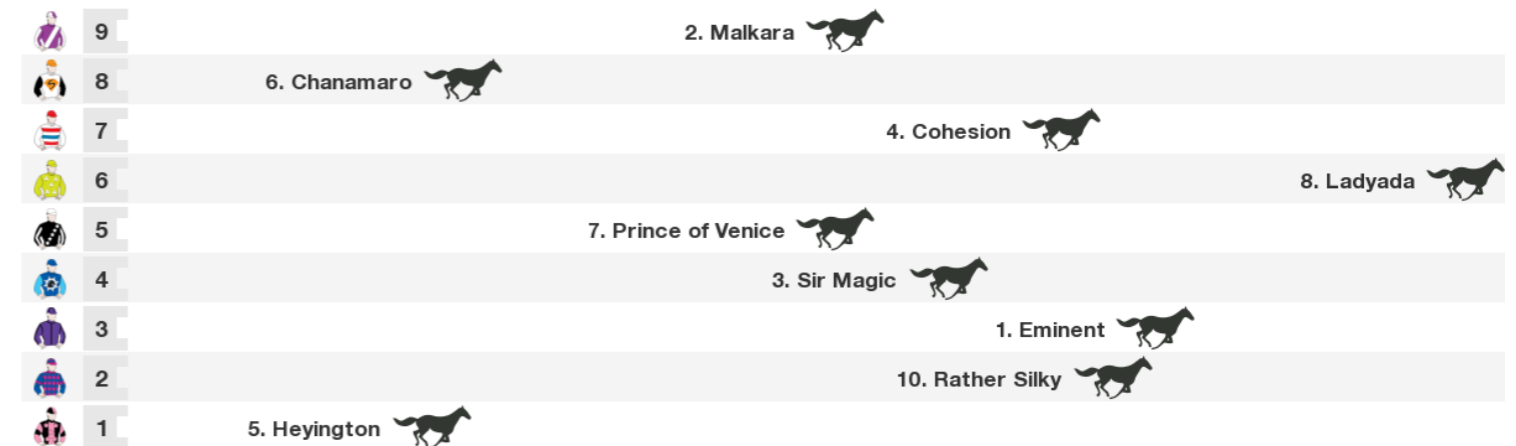 9 2. Malkara
8 6. Chanamaro
7 4. Cohesion
6 8. Ladyada
5 7. Prince of Venice
4 3. Sir Magic
3 1. Eminent
2 10. Rather Silky
1 5. Heyington